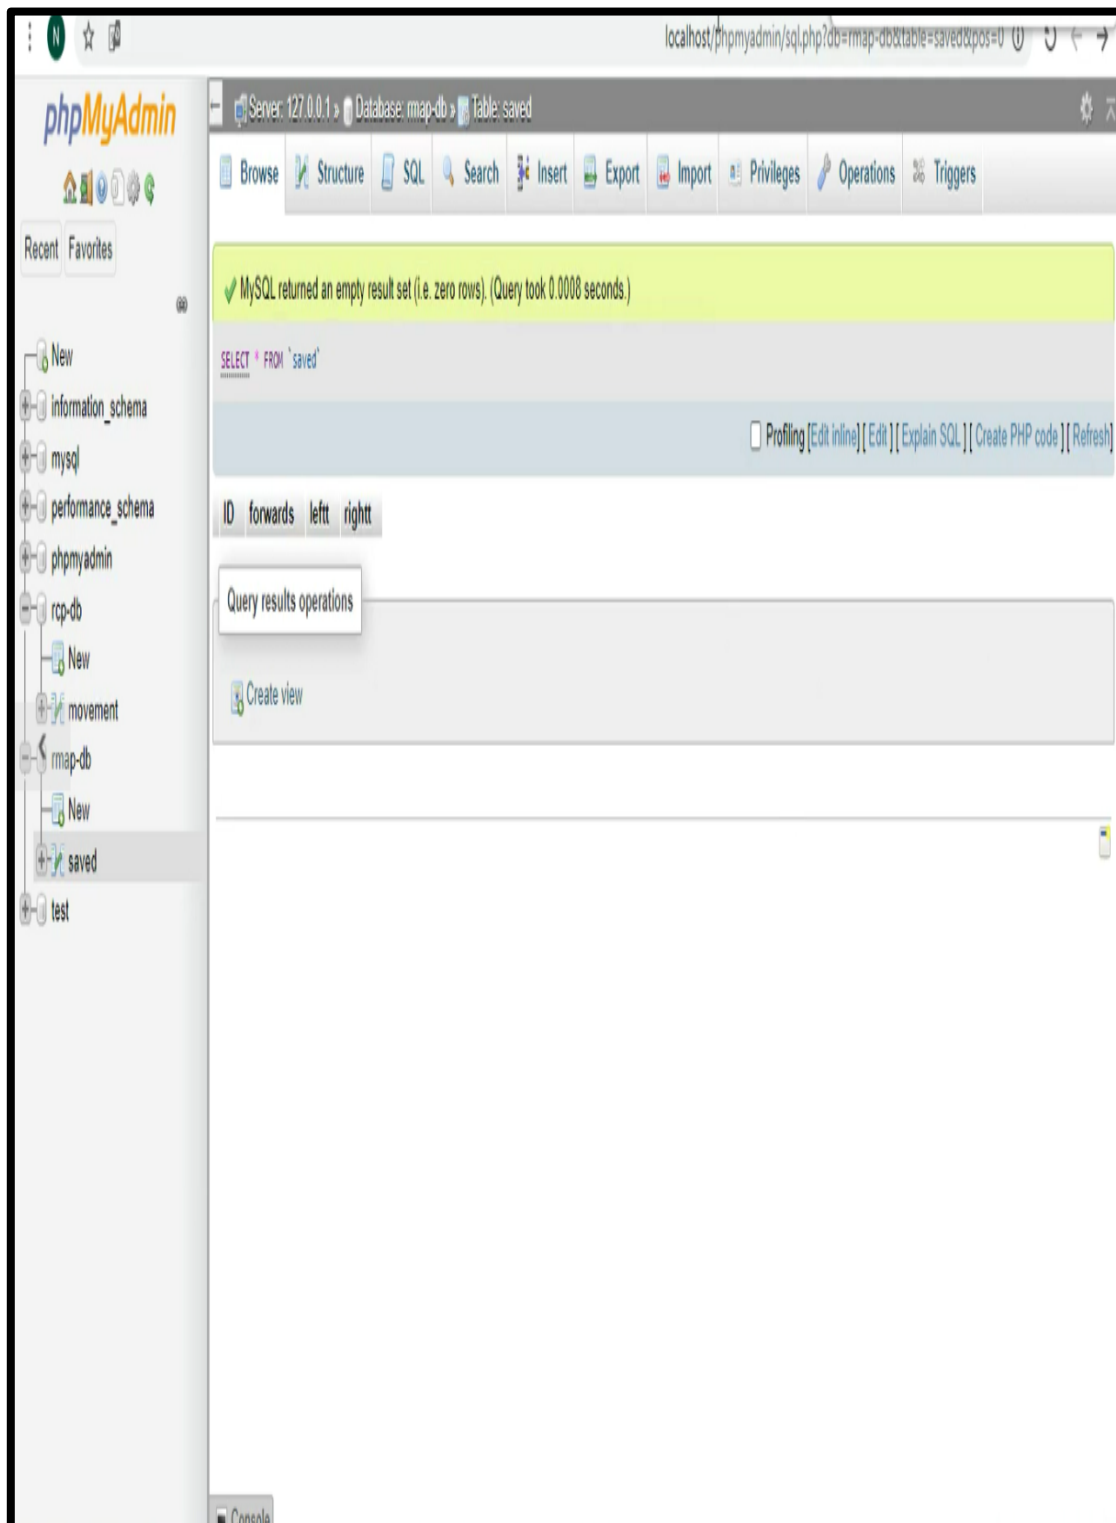 N
localhost/phpmyadmin/sql.php?db=rmap-db&table=saved&pos=0
phpMyAdmin
Recent Favorites
New
information_schema
mysql
performance_schema
phpmyadmin
rcp-db
New
movement
rmap-db
New
saved
test
Server: 127.0.0.1 » Database: rmap-db » Table: saved
Browse Structure SQL Search Insert Export Import Privileges Operations Triggers
MySQL returned an empty result set (i.e. zero rows). (Query took 0.0008 seconds.)
SELECT * FROM `saved`
Profiling [Edit inline] [ Edit ] [ Explain SQL ] [ Create PHP code ] [ Refresh]
ID forwards leftt rightt
Query results operations
Create view
Console